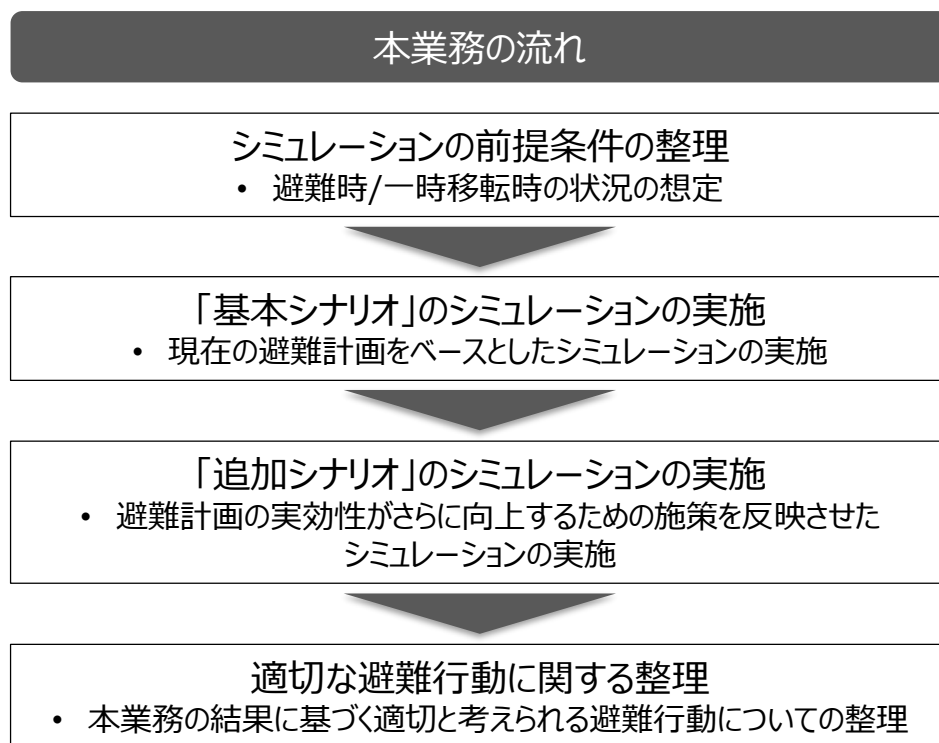 本業務の流れ
シミュレーションの前提条件の整理
• 避難時/一時移転時の状況の想定
「基本シナリオ」のシミュレーションの実施
• 現在の避難計画をベースとしたシミュレーションの実施
「追加シナリオ」のシミュレーションの実施
• 避難計画の実効性がさらに向上するための施策を反映させた
シミュレーションの実施
適切な避難行動に関する整理
• 本業務の結果に基づく適切と考えられる避難行動についての整理